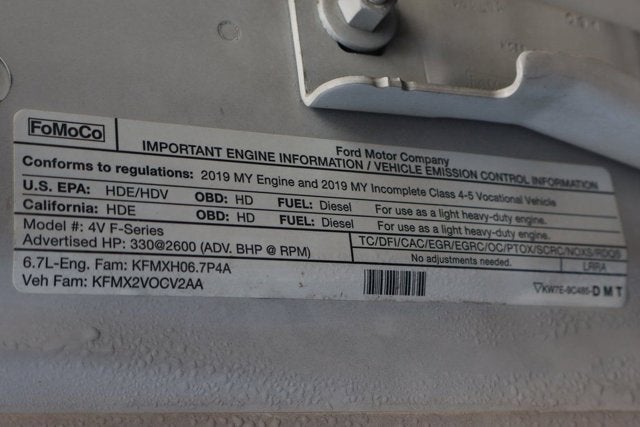 FoMoCo
Ford Motor Company
IMPORTANT ENGINE INFORMATION / VEHICLE EMISSION CONTROL INFORMATION
Conforms to regulations: 2019 MY Engine and 2019 MY Incomplete Class 4-5 Vocational Vehicle
U.S. EPA: HDE/HDV OBD: HD FUEL: Diesel For use as a light heavy-duty engine.
California: HDE OBD: HD FUEL: Diesel For use as a light heavy-duty engine.
Model #: 4V F-Series
Advertised HP: 330@2600 (ADV. BHP @ RPM)
TC/DFI/CAC/EGR/EGRC/OC/PTOX/SCRC/NOXS/RDQS
No adjustments needed. LRRA
6.7L-Eng. Fam: KFMXH06.7P4A
Veh Fam: KFMX2VOCV2AA
KW7E-9C485-DMT